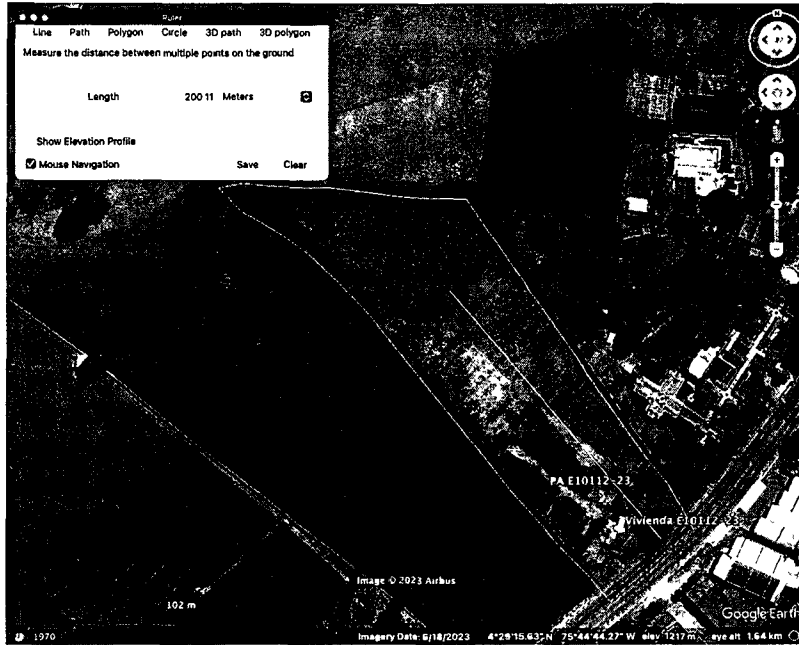 Ruler
Line Path Polygon Circle 3D path 3D polygon
Measure the distance between multiple points on the ground
Length 200 11 Meters
Show Elevation Profile
Mouse Navigation Save Clear
N
PA E10112-23
Vivienda E10112-23
Image © 2023 Airbus
102 m
Google Earth
1970 Imagery Date: 6/18/2023 4°29'15.63" N 75°44'44.27" W elev 1217 m eye alt 1.64 km